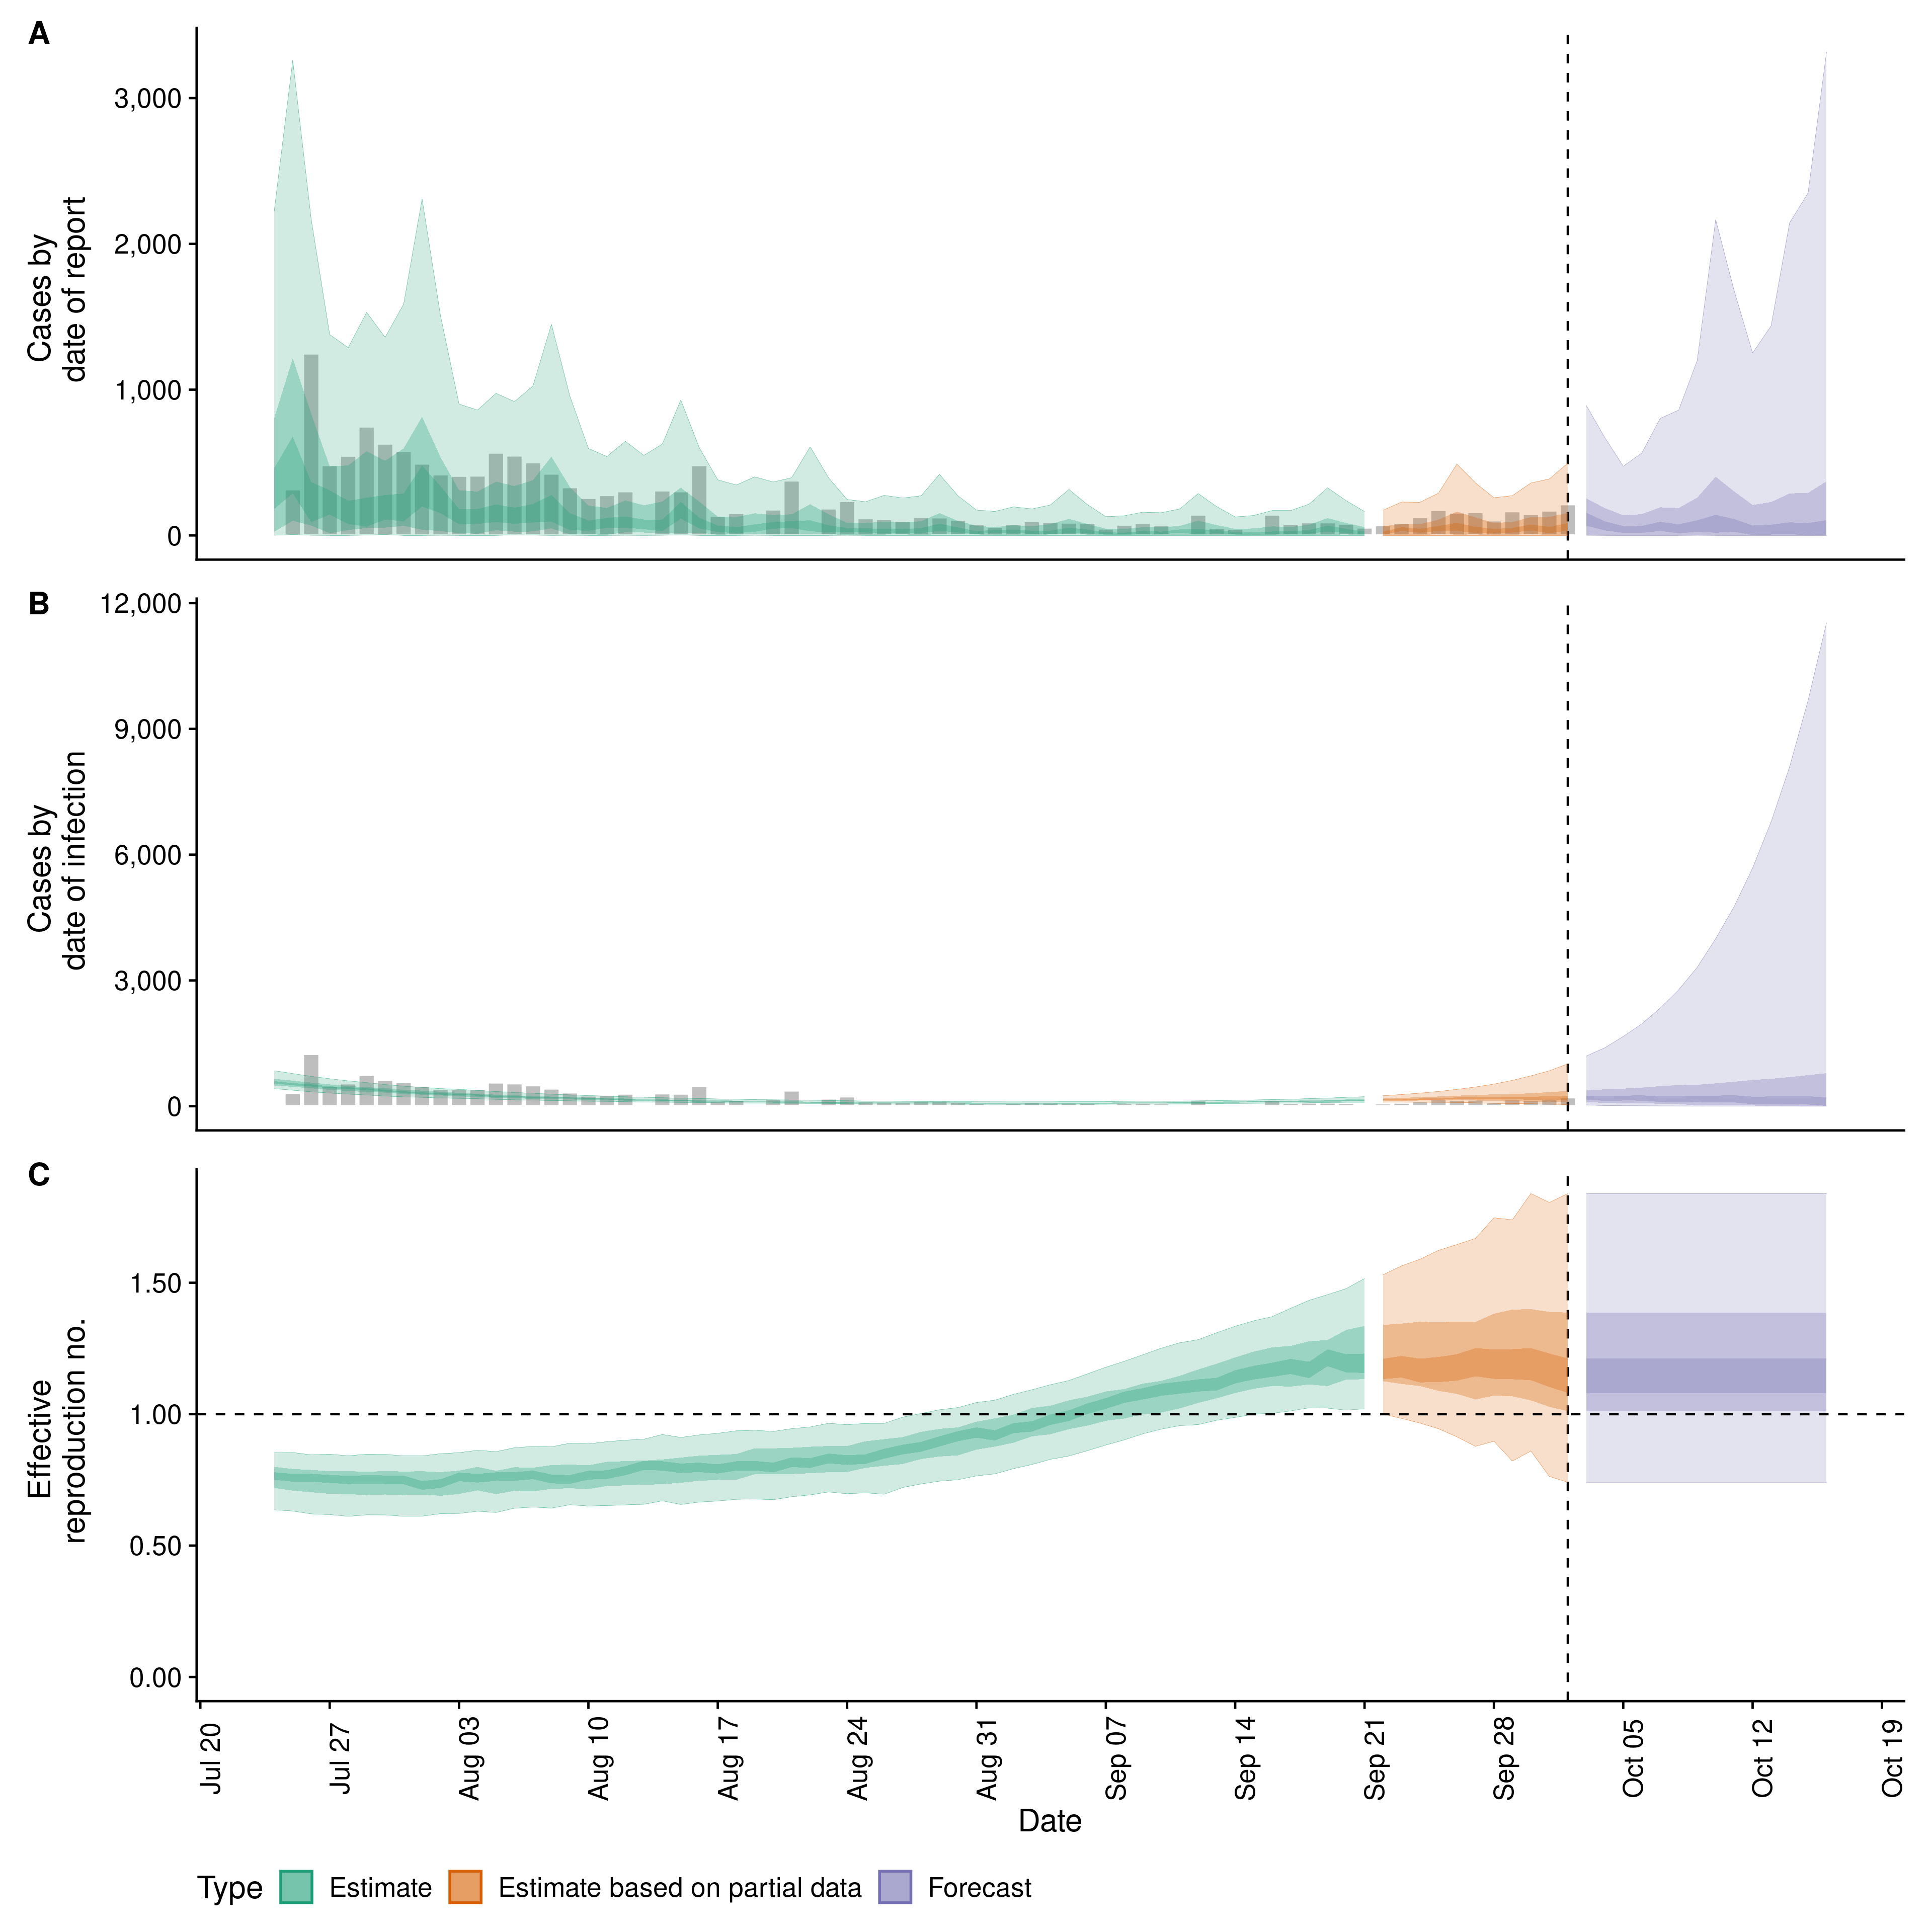 A
3,000
2,000
1,000
0
Cases by
date of report
B
12,000
9,000
6,000
3,000
0
Cases by
date of infection
C
1.50
1.00
0.50
0.00
Effective
reproduction no.
Jul 20
Jul 27
Aug 03
Aug 10
Aug 17
Aug 24
Aug 31
Sep 07
Sep 14
Sep 21
Sep 28
Oct 05
Oct 12
Oct 19
Date
Type Estimate Estimate based on partial data Forecast